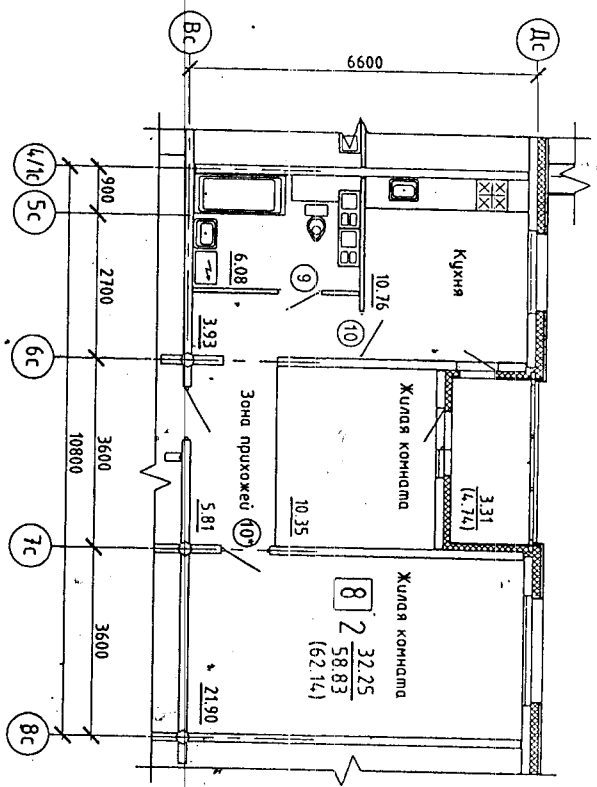 Вс
Дс
6600
4/1с
5с
6с
7с
8с
900
2700
3600
3600
10800
Кухня
10.76
6.08
9
10
3.93
Зона прихожей
5.81
10*
Жилая комната
10.35
3.31
(4.74)
Жилая комната
21.90
8
2
32.25
58.83
(62.14)